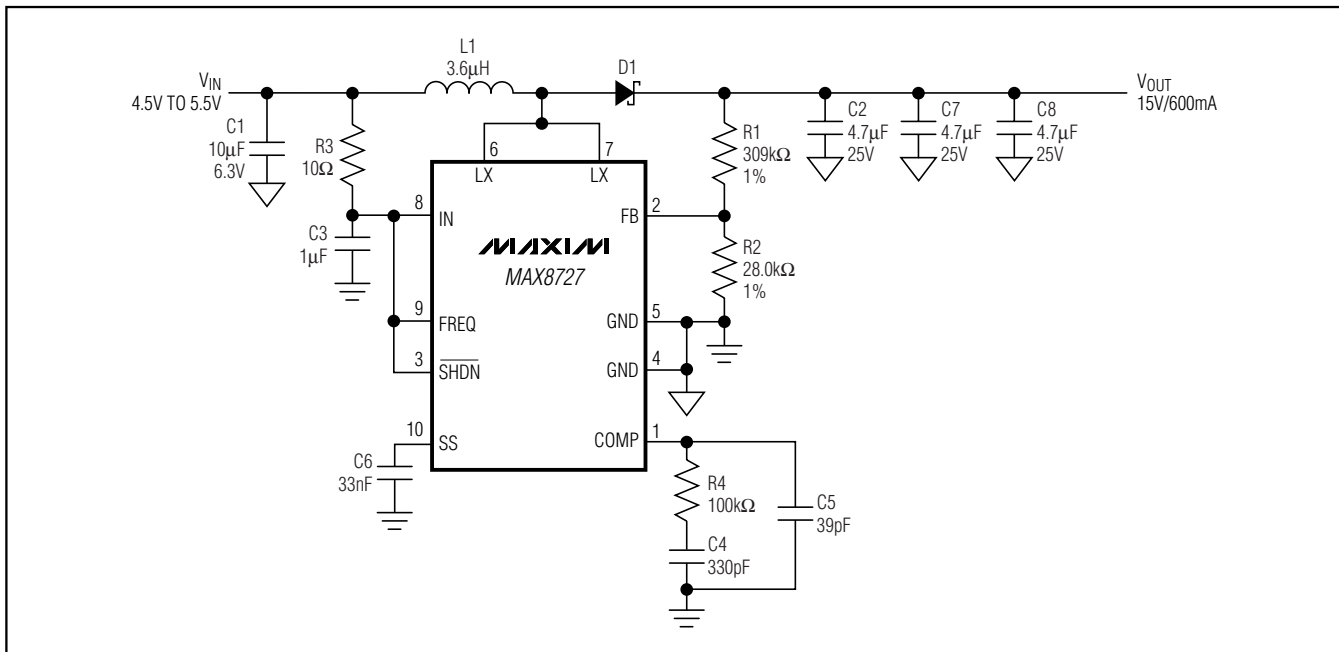 L1
3.6µH
D1
VIN
4.5V TO 5.5V
VOUT
15V/600mA
C1
10µF
6.3V
R3
10Ω
C2
4.7µF
25V
C7
4.7µF
25V
C8
4.7µF
25V
R1
309kΩ
1%
6
7
LX
LX
8
IN
FB
2
C3
1µF
MAXIM
MAX8727
R2
28.0kΩ
1%
9
FREQ
GND
5
3
SHDN
GND
4
10
SS
COMP
1
C6
33nF
R4
100kΩ
C5
39pF
C4
330pF